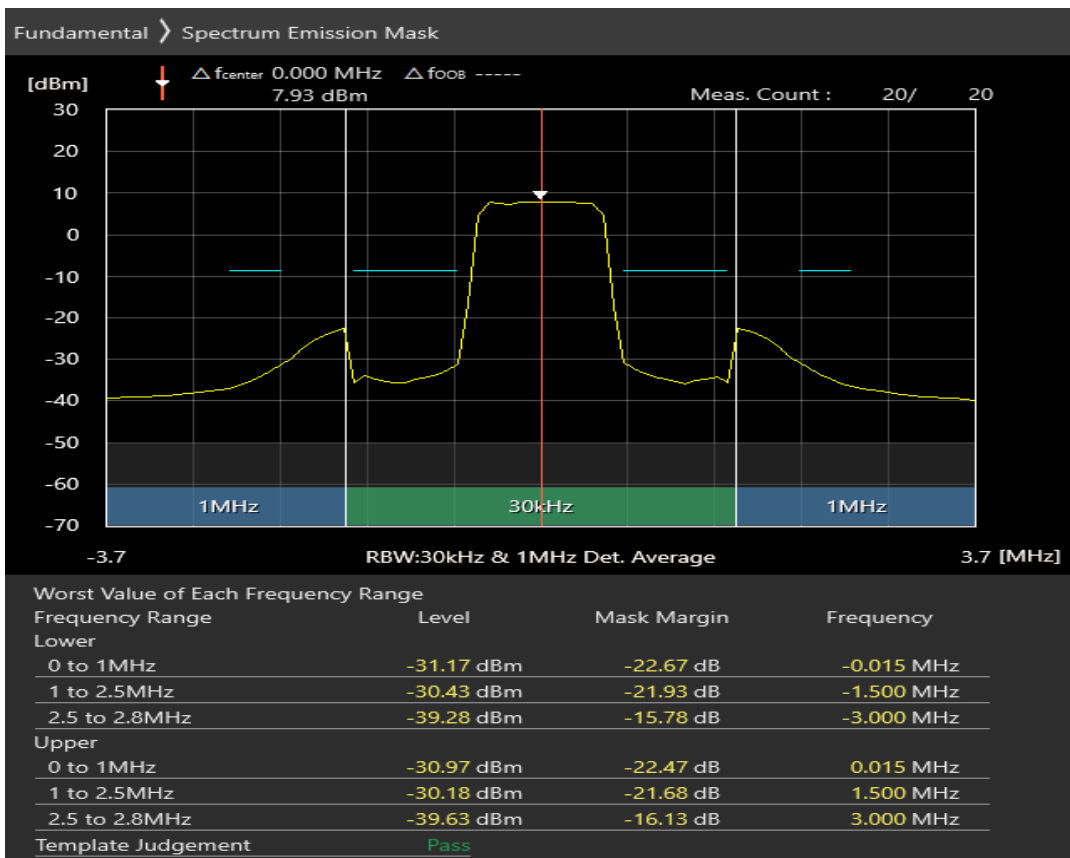 Fundamental 〉 Spectrum Emission Mask
△ fcenter 0.000 MHz △ fOOB -----
[dBm]
7.93 dBm Meas. Count : 20/ 20
30
20
10
0
-10
-20
-30
-40
-50
-60
-70
1MHz 30kHz 1MHz
-3.7 RBW:30kHz & 1MHz Det. Average 3.7 [MHz]
Worst Value of Each Frequency Range
Frequency Range Level Mask Margin Frequency
Lower
0 to 1MHz -31.17 dBm -22.67 dB -0.015 MHz
1 to 2.5MHz -30.43 dBm -21.93 dB -1.500 MHz
2.5 to 2.8MHz -39.28 dBm -15.78 dB -3.000 MHz
Upper
0 to 1MHz -30.97 dBm -22.47 dB 0.015 MHz
1 to 2.5MHz -30.18 dBm -21.68 dB 1.500 MHz
2.5 to 2.8MHz -39.63 dBm -16.13 dB 3.000 MHz
Template Judgement Pass